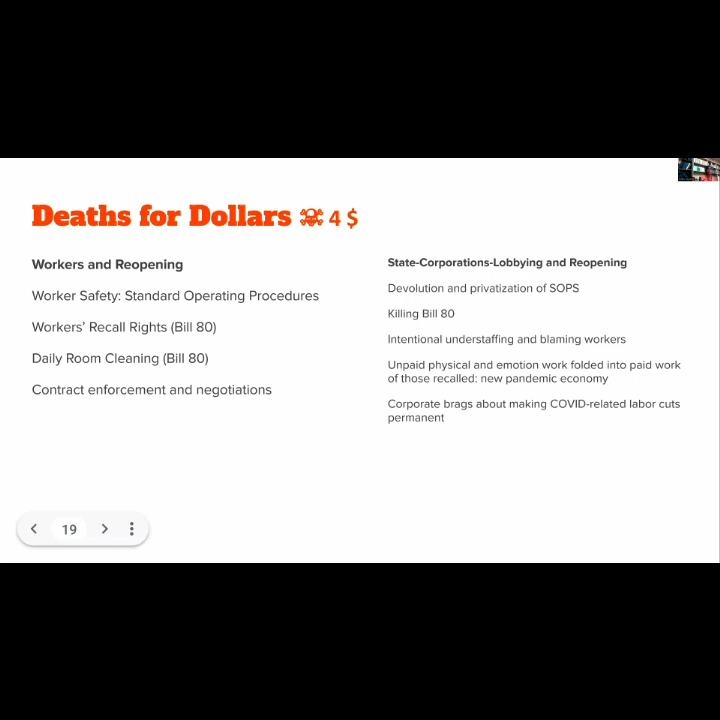 Deaths for Dollars ☠ 4 $
Workers and Reopening
Worker Safety: Standard Operating Procedures
Workers’ Recall Rights (Bill 80)
Daily Room Cleaning (Bill 80)
Contract enforcement and negotiations
State-Corporations-Lobbying and Reopening
Devolution and privatization of SOPS
Killing Bill 80
Intentional understaffing and blaming workers
Unpaid physical and emotion work folded into paid work
of those recalled: new pandemic economy
Corporate brags about making COVID-related labor cuts
permanent
19